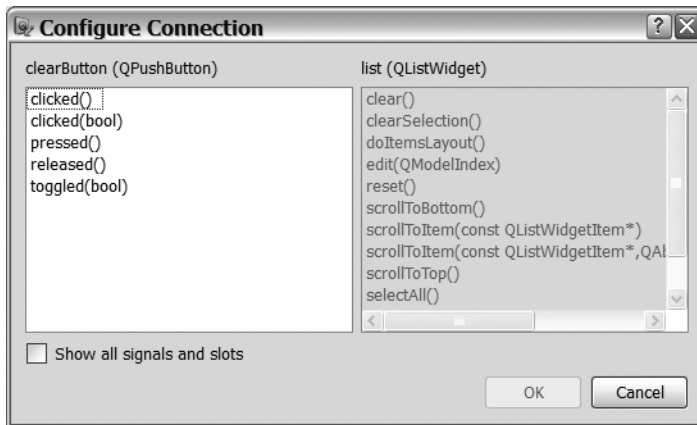 Configure Connection
clearButton (QPushButton)
clicked()
clicked(bool)
pressed()
released()
toggled(bool)
list (QListWidget)
clear()
clearSelection()
doItemsLayout()
edit(QModelIndex)
reset()
scrollToBottom()
scrollToItem(const QListWidgetItem*)
scrollToItem(const QListWidgetItem*,QAb
scrollToTop()
selectAll()
Show all signals and slots
OK
Cancel